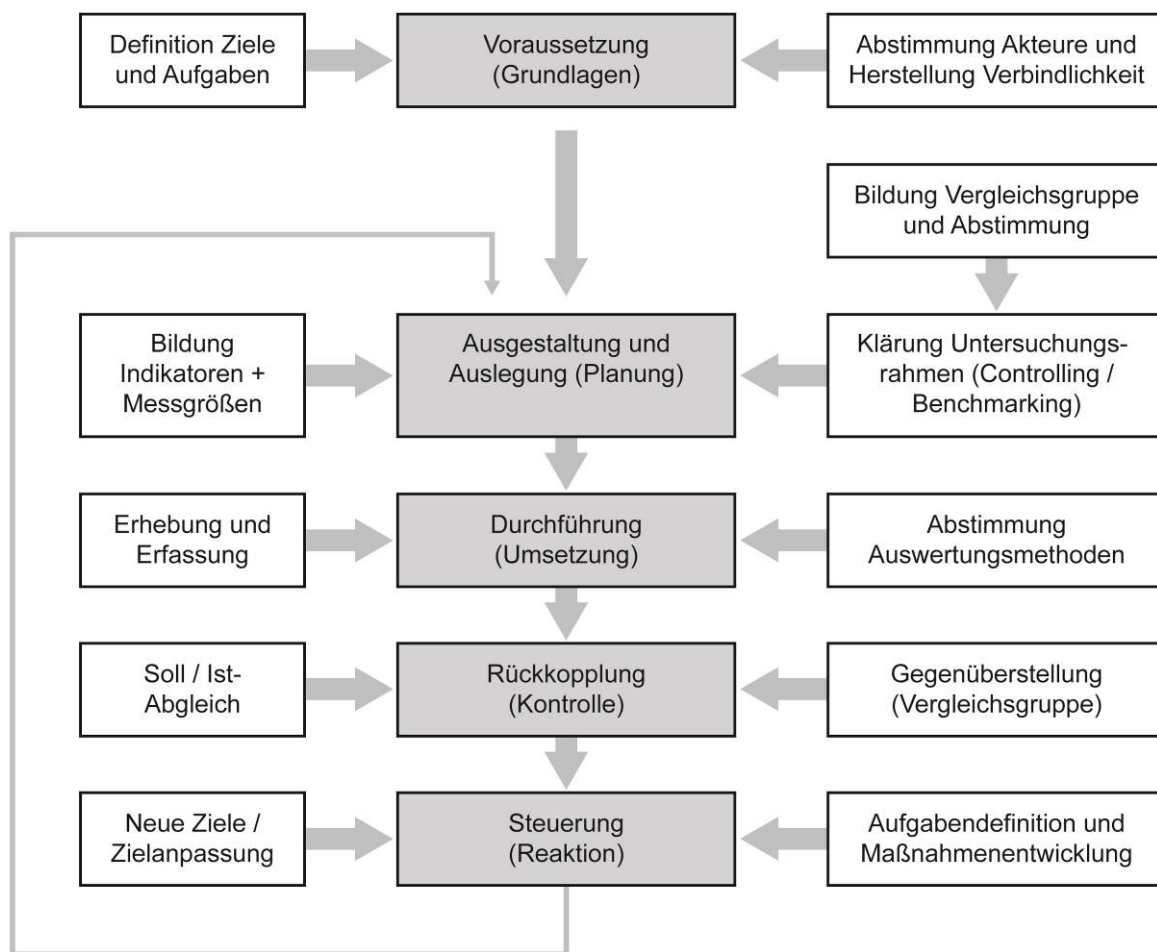 Definition Ziele
und Aufgaben
Voraussetzung
(Grundlagen)
Abstimmung Akteure und
Herstellung Verbindlichkeit
Bildung Vergleichsgruppe
und Abstimmung
Bildung
Indikatoren +
Messgrößen
Ausgestaltung und
Auslegung (Planung)
Klärung Untersuchungs-
rahmen (Controlling /
Benchmarking)
Erhebung und
Erfassung
Durchführung
(Umsetzung)
Abstimmung
Auswertungsmethoden
Soll / Ist-
Abgleich
Rückkopplung
(Kontrolle)
Gegenüberstellung
(Vergleichsgruppe)
Neue Ziele /
Zielanpassung
Steuerung
(Reaktion)
Aufgabendefinition und
Maßnahmenentwicklung